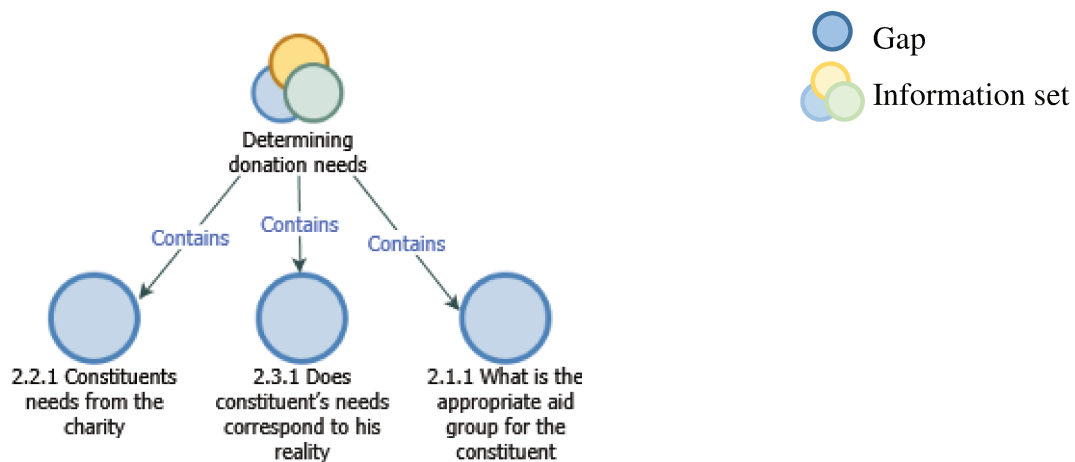 Gap
Information set
Determining
donation needs
Contains
Contains
Contains
2.2.1 Constituents
needs from the
charity
2.3.1 Does
constituent's needs
correspond to his
reality
2.1.1 What is the
appropriate aid
group for the
constituent